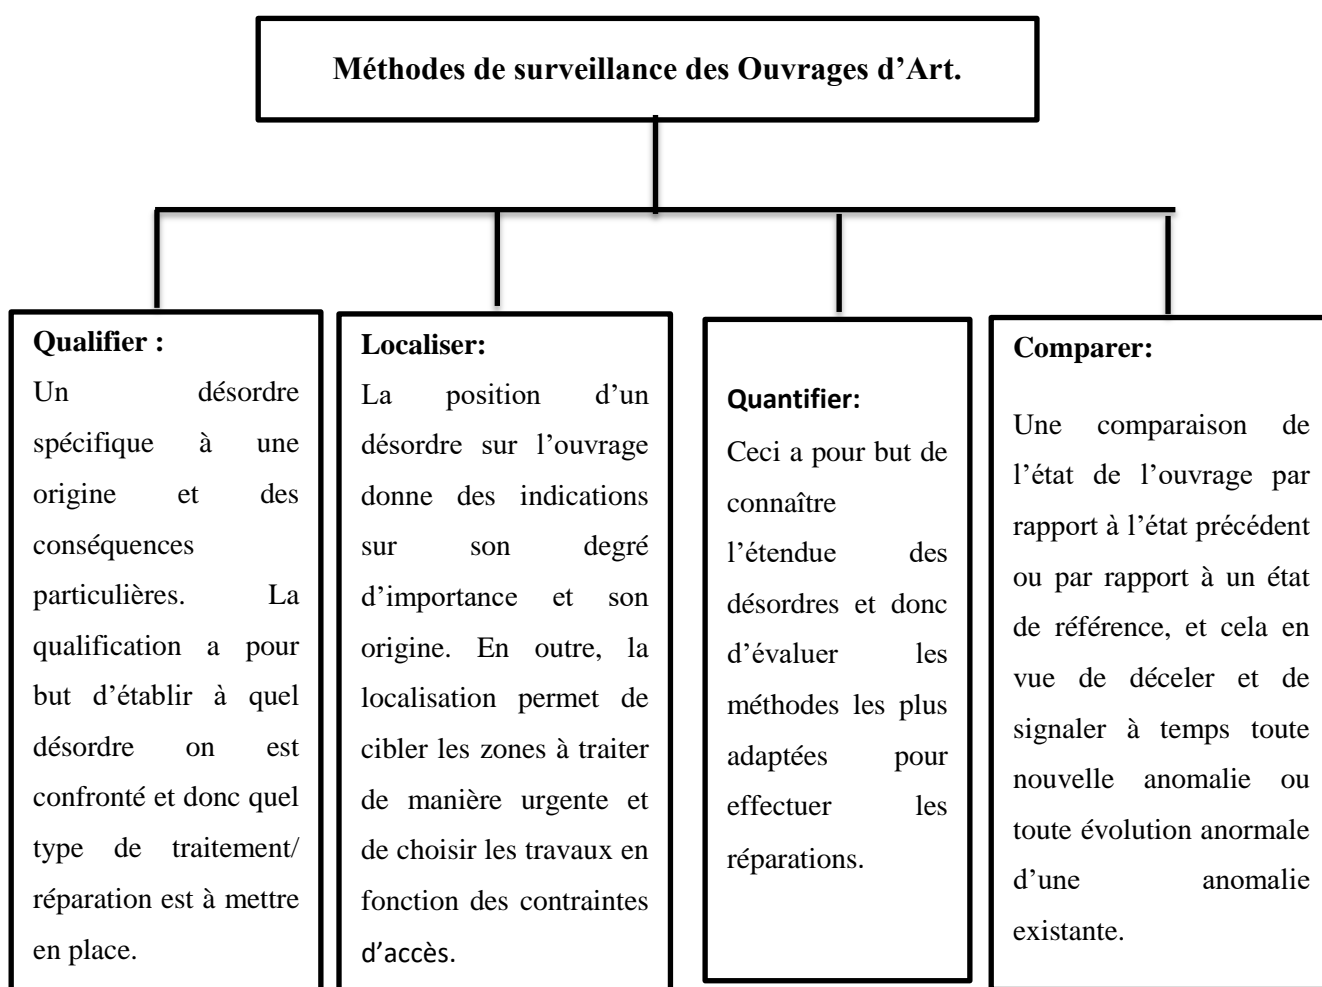 Méthodes de surveillance des Ouvrages d’Art.
Qualifier :
Un désordre
spécifique à une
origine et des
conséquences
particulières. La
qualification a pour
but d’établir à quel
désordre on est
confronté et donc quel
type de traitement/
réparation est à mettre
en place.
Localiser:
La position d’un
désordre sur l’ouvrage
donne des indications
sur son degré
d’importance et son
origine. En outre, la
localisation permet de
cibler les zones à traiter
de manière urgente et
de choisir les travaux en
fonction des contraintes
d’accès.
Quantifier:
Ceci a pour but de
connaître
l’étendue des
désordres et donc
d’évaluer les
méthodes les plus
adaptées pour
effectuer les
réparations.
Comparer:
Une comparaison de
l’état de l’ouvrage par
rapport à l’état précédent
ou par rapport à un état
de référence, et cela en
vue de déceler et de
signaler à temps toute
nouvelle anomalie ou
toute évolution anormale
d’une anomalie
existante.